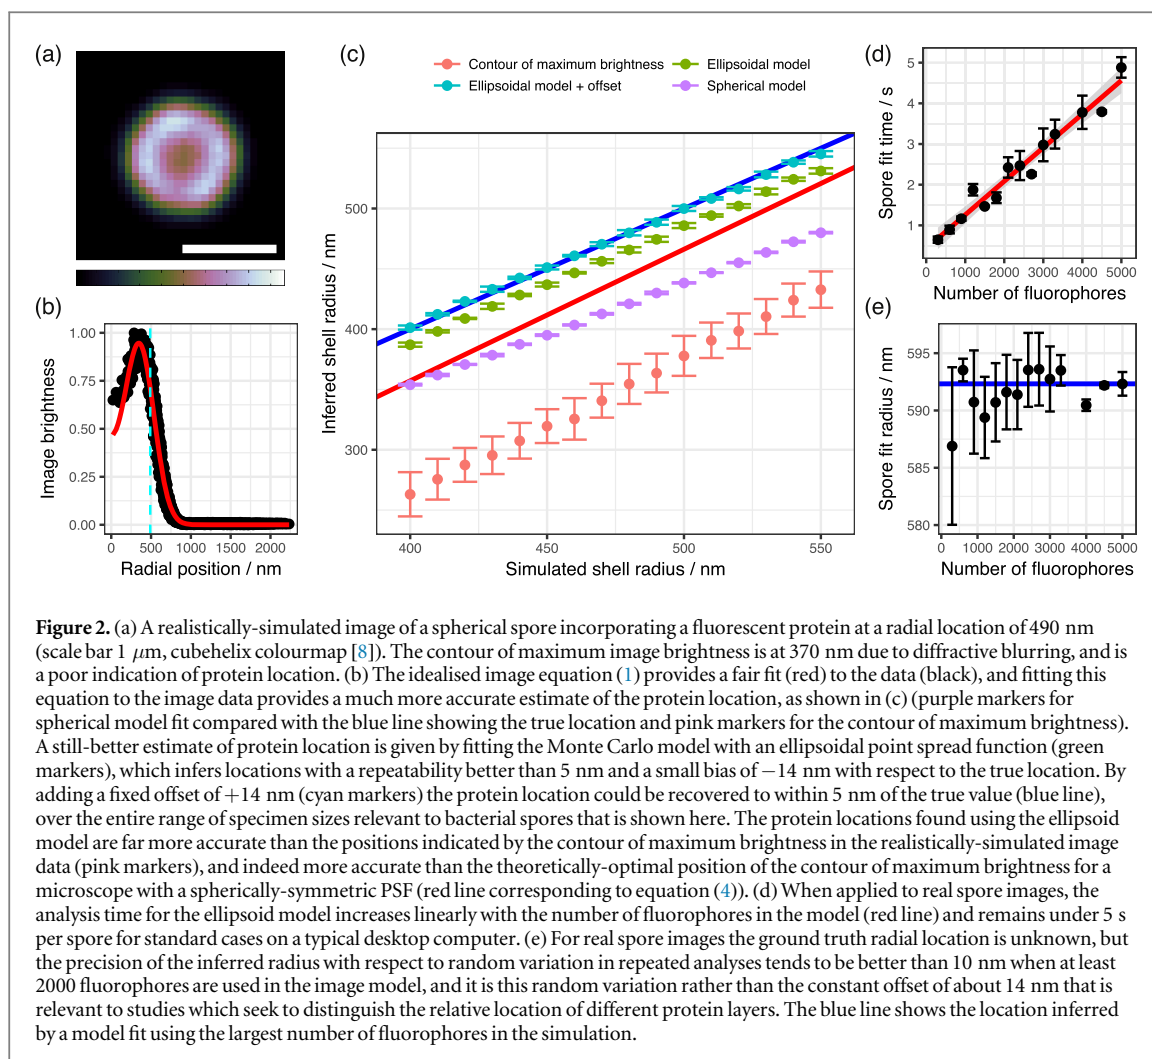 (a)
(b)
Image brightness
1.00
0.75
0.50
0.25
0.00
0 500 1000 1500 2000
Radial position / nm
(c)
Contour of maximum brightness
Ellipsoidal model
Ellipsoidal model + offset
Spherical model
Inferred shell radius / nm
500
400
300
400 450 500 550
Simulated shell radius / nm
(d)
Spore fit time / s
5
4
3
2
1
0 1000 2000 3000 4000 5000
Number of fluorophores
(e)
Spore fit radius / nm
595
590
585
580
0 1000 2000 3000 4000 5000
Number of fluorophores
Figure 2. (a) A realistically-simulated image of a spherical spore incorporating a fluorescent protein at a radial location of 490 nm
(scale bar 1 μm, cubehelix colourmap [8]). The contour of maximum image brightness is at 370 nm due to diffractive blurring, and is
a poor indication of protein location. (b) The idealised image equation (1) provides a fair fit (red) to the data (black), and fitting this
equation to the image data provides a much more accurate estimate of the protein location, as shown in (c) (purple markers for
spherical model fit compared with the blue line showing the true location and pink markers for the contour of maximum brightness).
A still-better estimate of protein location is given by fitting the Monte Carlo model with an ellipsoidal point spread function (green
markers), which infers locations with a repeatability better than 5 nm and a small bias of −14 nm with respect to the true location. By
adding a fixed offset of +14 nm (cyan markers) the protein location could be recovered to within 5 nm of the true value (blue line),
over the entire range of specimen sizes relevant to bacterial spores that is shown here. The protein locations found using the ellipsoid
model are far more accurate than the positions indicated by the contour of maximum brightness in the realistically-simulated image
data (pink markers), and indeed more accurate than the theoretically-optimal position of the contour of maximum brightness for a
microscope with a spherically-symmetric PSF (red line corresponding to equation (4)). (d) When applied to real spore images, the
analysis time for the ellipsoid model increases linearly with the number of fluorophores in the model (red line) and remains under 5 s
per spore for standard cases on a typical desktop computer. (e) For real spore images the ground truth radial location is unknown, but
the precision of the inferred radius with respect to random variation in repeated analyses tends to be better than 10 nm when at least
2000 fluorophores are used in the image model, and it is this random variation rather than the constant offset of about 14 nm that is
relevant to studies which seek to distinguish the relative location of different protein layers. The blue line shows the location inferred
by a model fit using the largest number of fluorophores in the simulation.